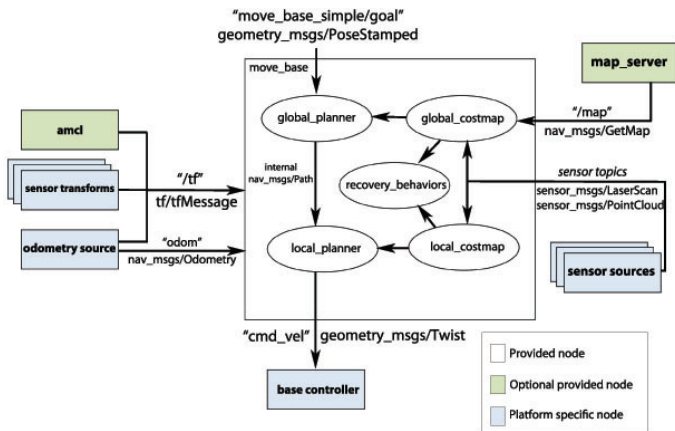 "move_base_simple/goal"
geometry_msgs/PoseStamped
move_base
map_server
global_planner
global_costmap
"/map"
nav_msgs/GetMap
amcl
sensor transforms
"/tf"
tf/tfMessage
internal
nav_msgs/Path
recovery_behaviors
sensor topics
sensor_msgs/LaserScan
sensor_msgs/PointCloud
odometry source
"odom"
nav_msgs/Odometry
local_planner
local_costmap
sensor sources
"cmd_vel"
geometry_msgs/Twist
base controller
Provided node
Optional provided node
Platform specific node